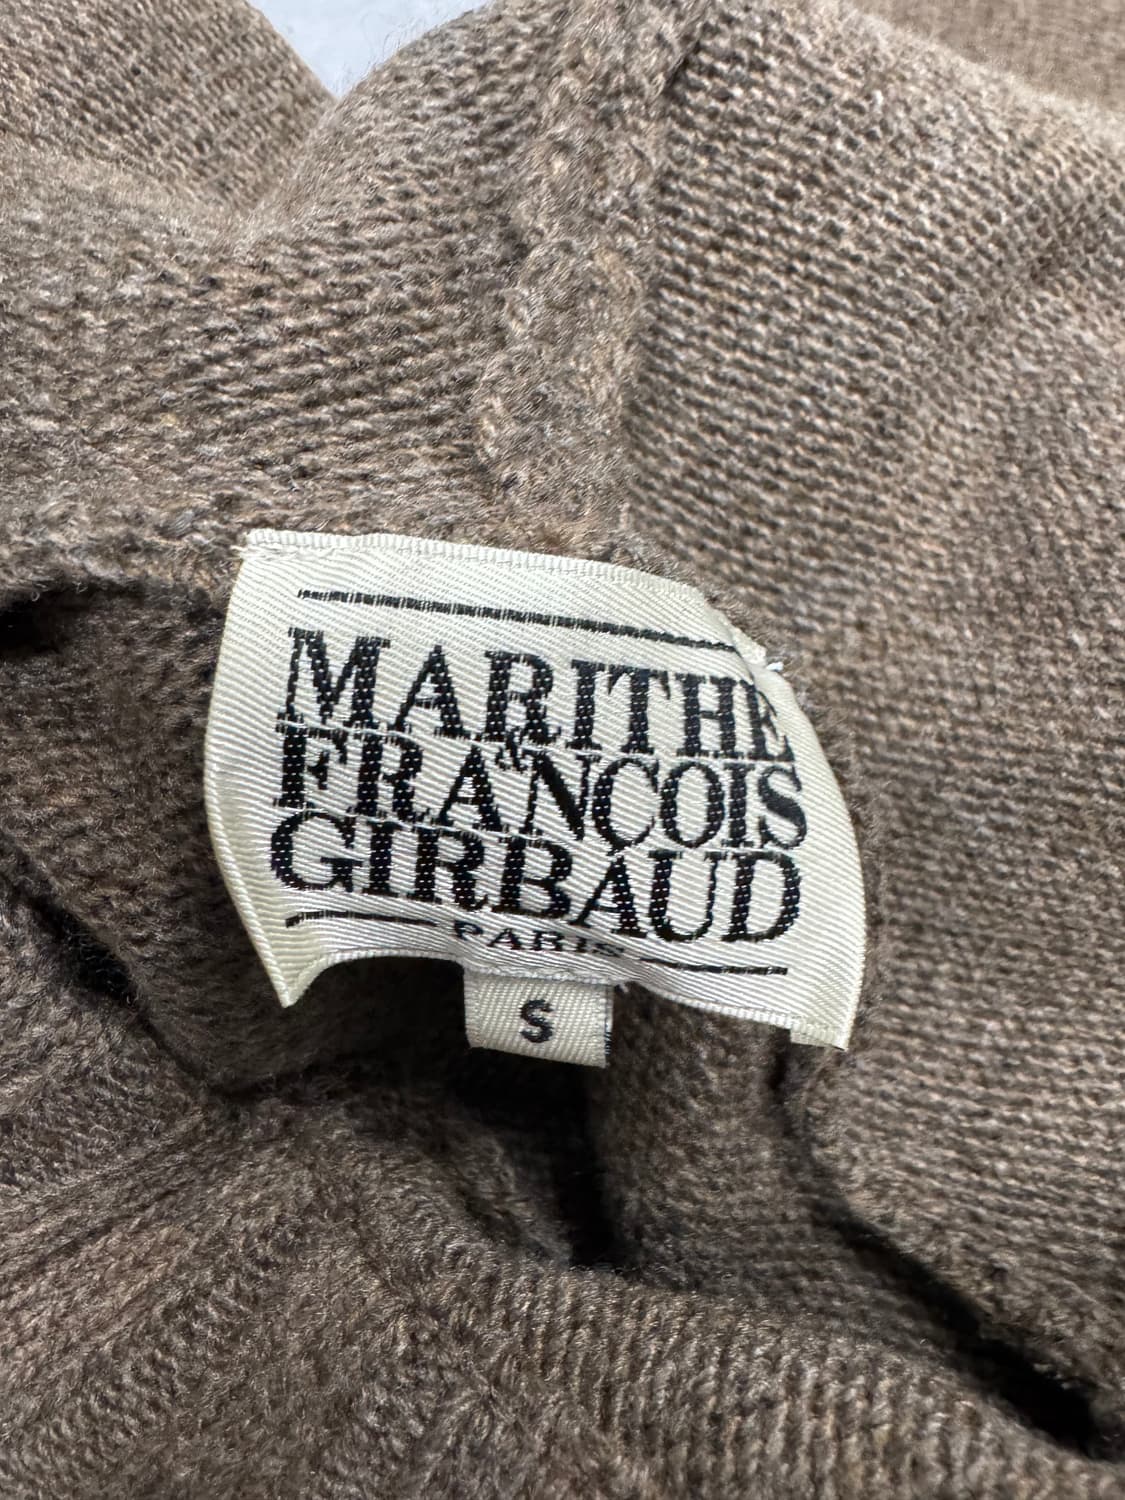 MARITHE
&
FRANCOIS
GIRBAUD
PARIS
S